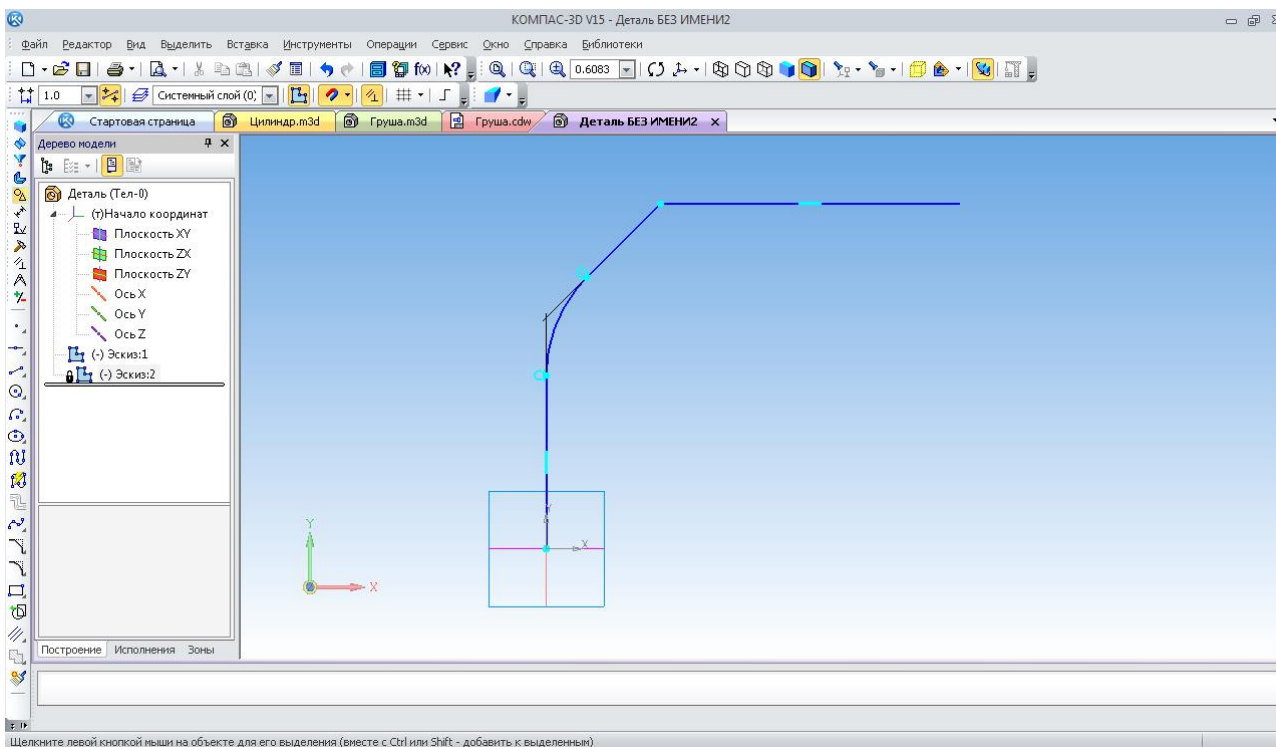 КОМПАС-3D V15 - Деталь БЕЗ ИМЕНИ2
Файл Редактор Вид Выделить Вставка Инструменты Операции Сервис Окно Справка Библиотеки
f(x) 0.6083
1.0 Системный слой (0;
Стартовая страница Цилиндр.m3d Груша.m3d Груша.cdw Деталь БЕЗ ИМЕНИ2
Дерево модели
Деталь (Тел-0)
(т)Начало координат
Плоскость XY
Плоскость ZX
Плоскость ZY
Ось X
Ось Y
Ось Z
(-) Эскиз:1
(-) Эскиз:2
Y
X
Y
X
Построение Исполнения Зоны
Щелкните левой кнопкой мыши на объекте для его выделения (вместе с Ctrl или Shift - добавить к выделенным)